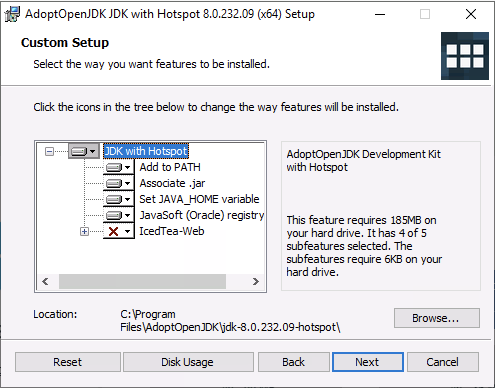 AdoptOpenJDK JDK with Hotspot 8.0.232.09 (x64) Setup
Custom Setup
Select the way you want features to be installed.
Click the icons in the tree below to change the way features will be installed.
JDK with Hotspot
Add to PATH
Associate .jar
Set JAVA_HOME variable
JavaSoft (Oracle) registry
IcedTea-Web
AdoptOpenJDK Development Kit
with Hotspot
This feature requires 185MB on
your hard drive. It has 4 of 5
subfeatures selected. The
subfeatures require 6KB on your
hard drive.
Location:
C:\Program
Files\AdoptOpenJDK\jdk-8.0.232.09-hotspot\
Browse...
Reset
Disk Usage
Back
Next
Cancel